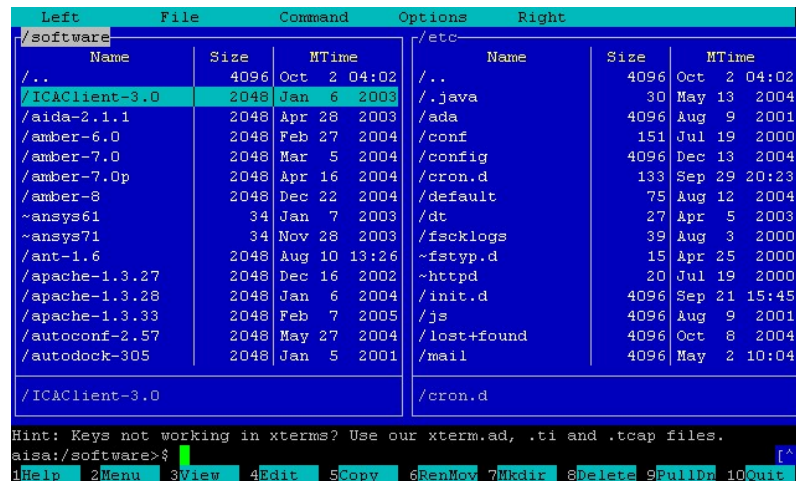 Left File Command Options Right
/software /etc
Name Size MTime Name Size MTime
/.. 4096 Oct 2 04:02 /.. 4096 Oct 2 04:02
/ICAClient-3.0 2048 Jan 6 2003 /.java 30 May 13 2004
/aida-2.1.1 2048 Apr 28 2003 /ada 4096 Aug 9 2001
/amber-6.0 2048 Feb 27 2004 /conf 151 Jul 19 2000
/amber-7.0 2048 Mar 5 2004 /config 4096 Dec 13 2004
/amber-7.0p 2048 Apr 16 2004 /cron.d 133 Sep 29 20:23
/amber-8 2048 Dec 22 2004 /default 75 Aug 12 2004
~ansys61 34 Jan 7 2003 /dt 27 Apr 5 2003
~ansys71 34 Nov 28 2003 /fscklogs 39 Aug 3 2000
/ant-1.6 2048 Aug 10 13:26 ~fstyp.d 15 Apr 25 2000
/apache-1.3.27 2048 Dec 16 2002 ~httpd 20 Jul 19 2000
/apache-1.3.28 2048 Jan 6 2004 /init.d 4096 Sep 21 15:45
/apache-1.3.33 2048 Feb 7 2005 /js 4096 Aug 9 2001
/autoconf-2.57 2048 May 27 2004 /lost+found 4096 Oct 8 2004
/autodock-305 2048 Jan 5 2001 /mail 4096 May 2 10:04
/ICAClient-3.0 /cron.d
Hint: Keys not working in xterms? Use our xterm.ad, .ti and .tcap files.
aisa:/software>$ [^
1Help 2Menu 3View 4Edit 5Copy 6RenMov 7Mkdir 8Delete 9PullDn 10Quit